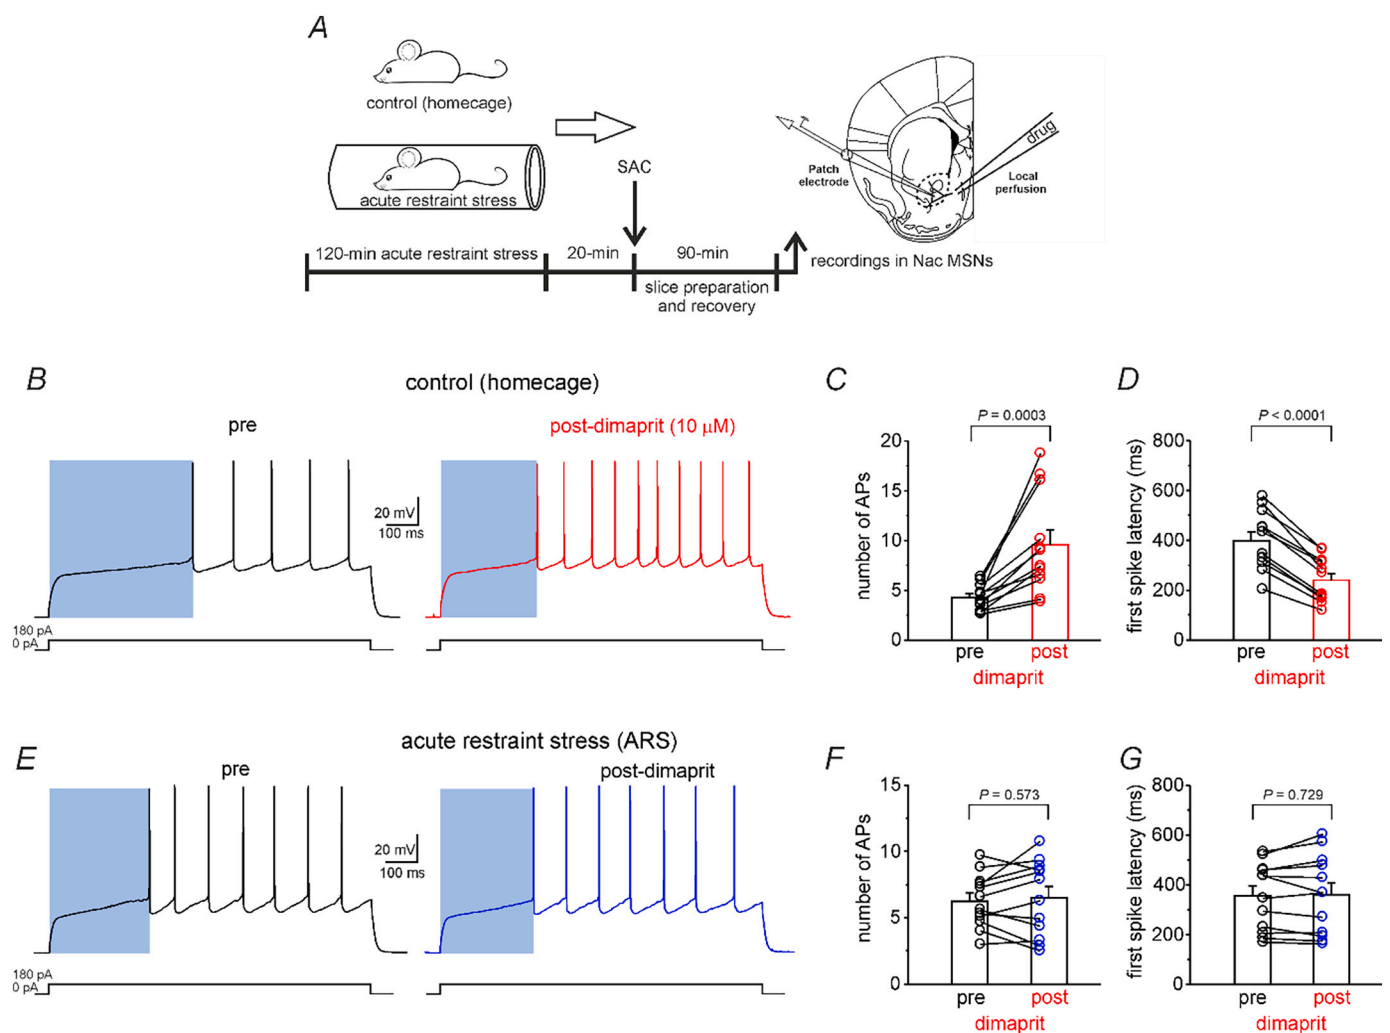 A
control (homecage)
acute restraint stress
SAC
120-min acute restraint stress
20-min
90-min
slice preparation
and recovery
recordings in Nac MSNs
Patch
electrode
drug
Local
perfusion
B
control (homecage)
pre
post-dimaprit (10 μM)
20 mV
100 ms
180 pA
0 pA
C
P = 0.0003
number of APs
20
15
10
5
0
pre
post
dimaprit
D
P < 0.0001
first spike latency (ms)
800
600
400
200
0
pre
post
dimaprit
E
acute restraint stress (ARS)
pre
post-dimaprit
20 mV
100 ms
180 pA
0 pA
F
P = 0.573
number of APs
15
10
5
0
pre
post
dimaprit
G
P = 0.729
first spike latency (ms)
800
600
400
200
0
pre
post
dimaprit